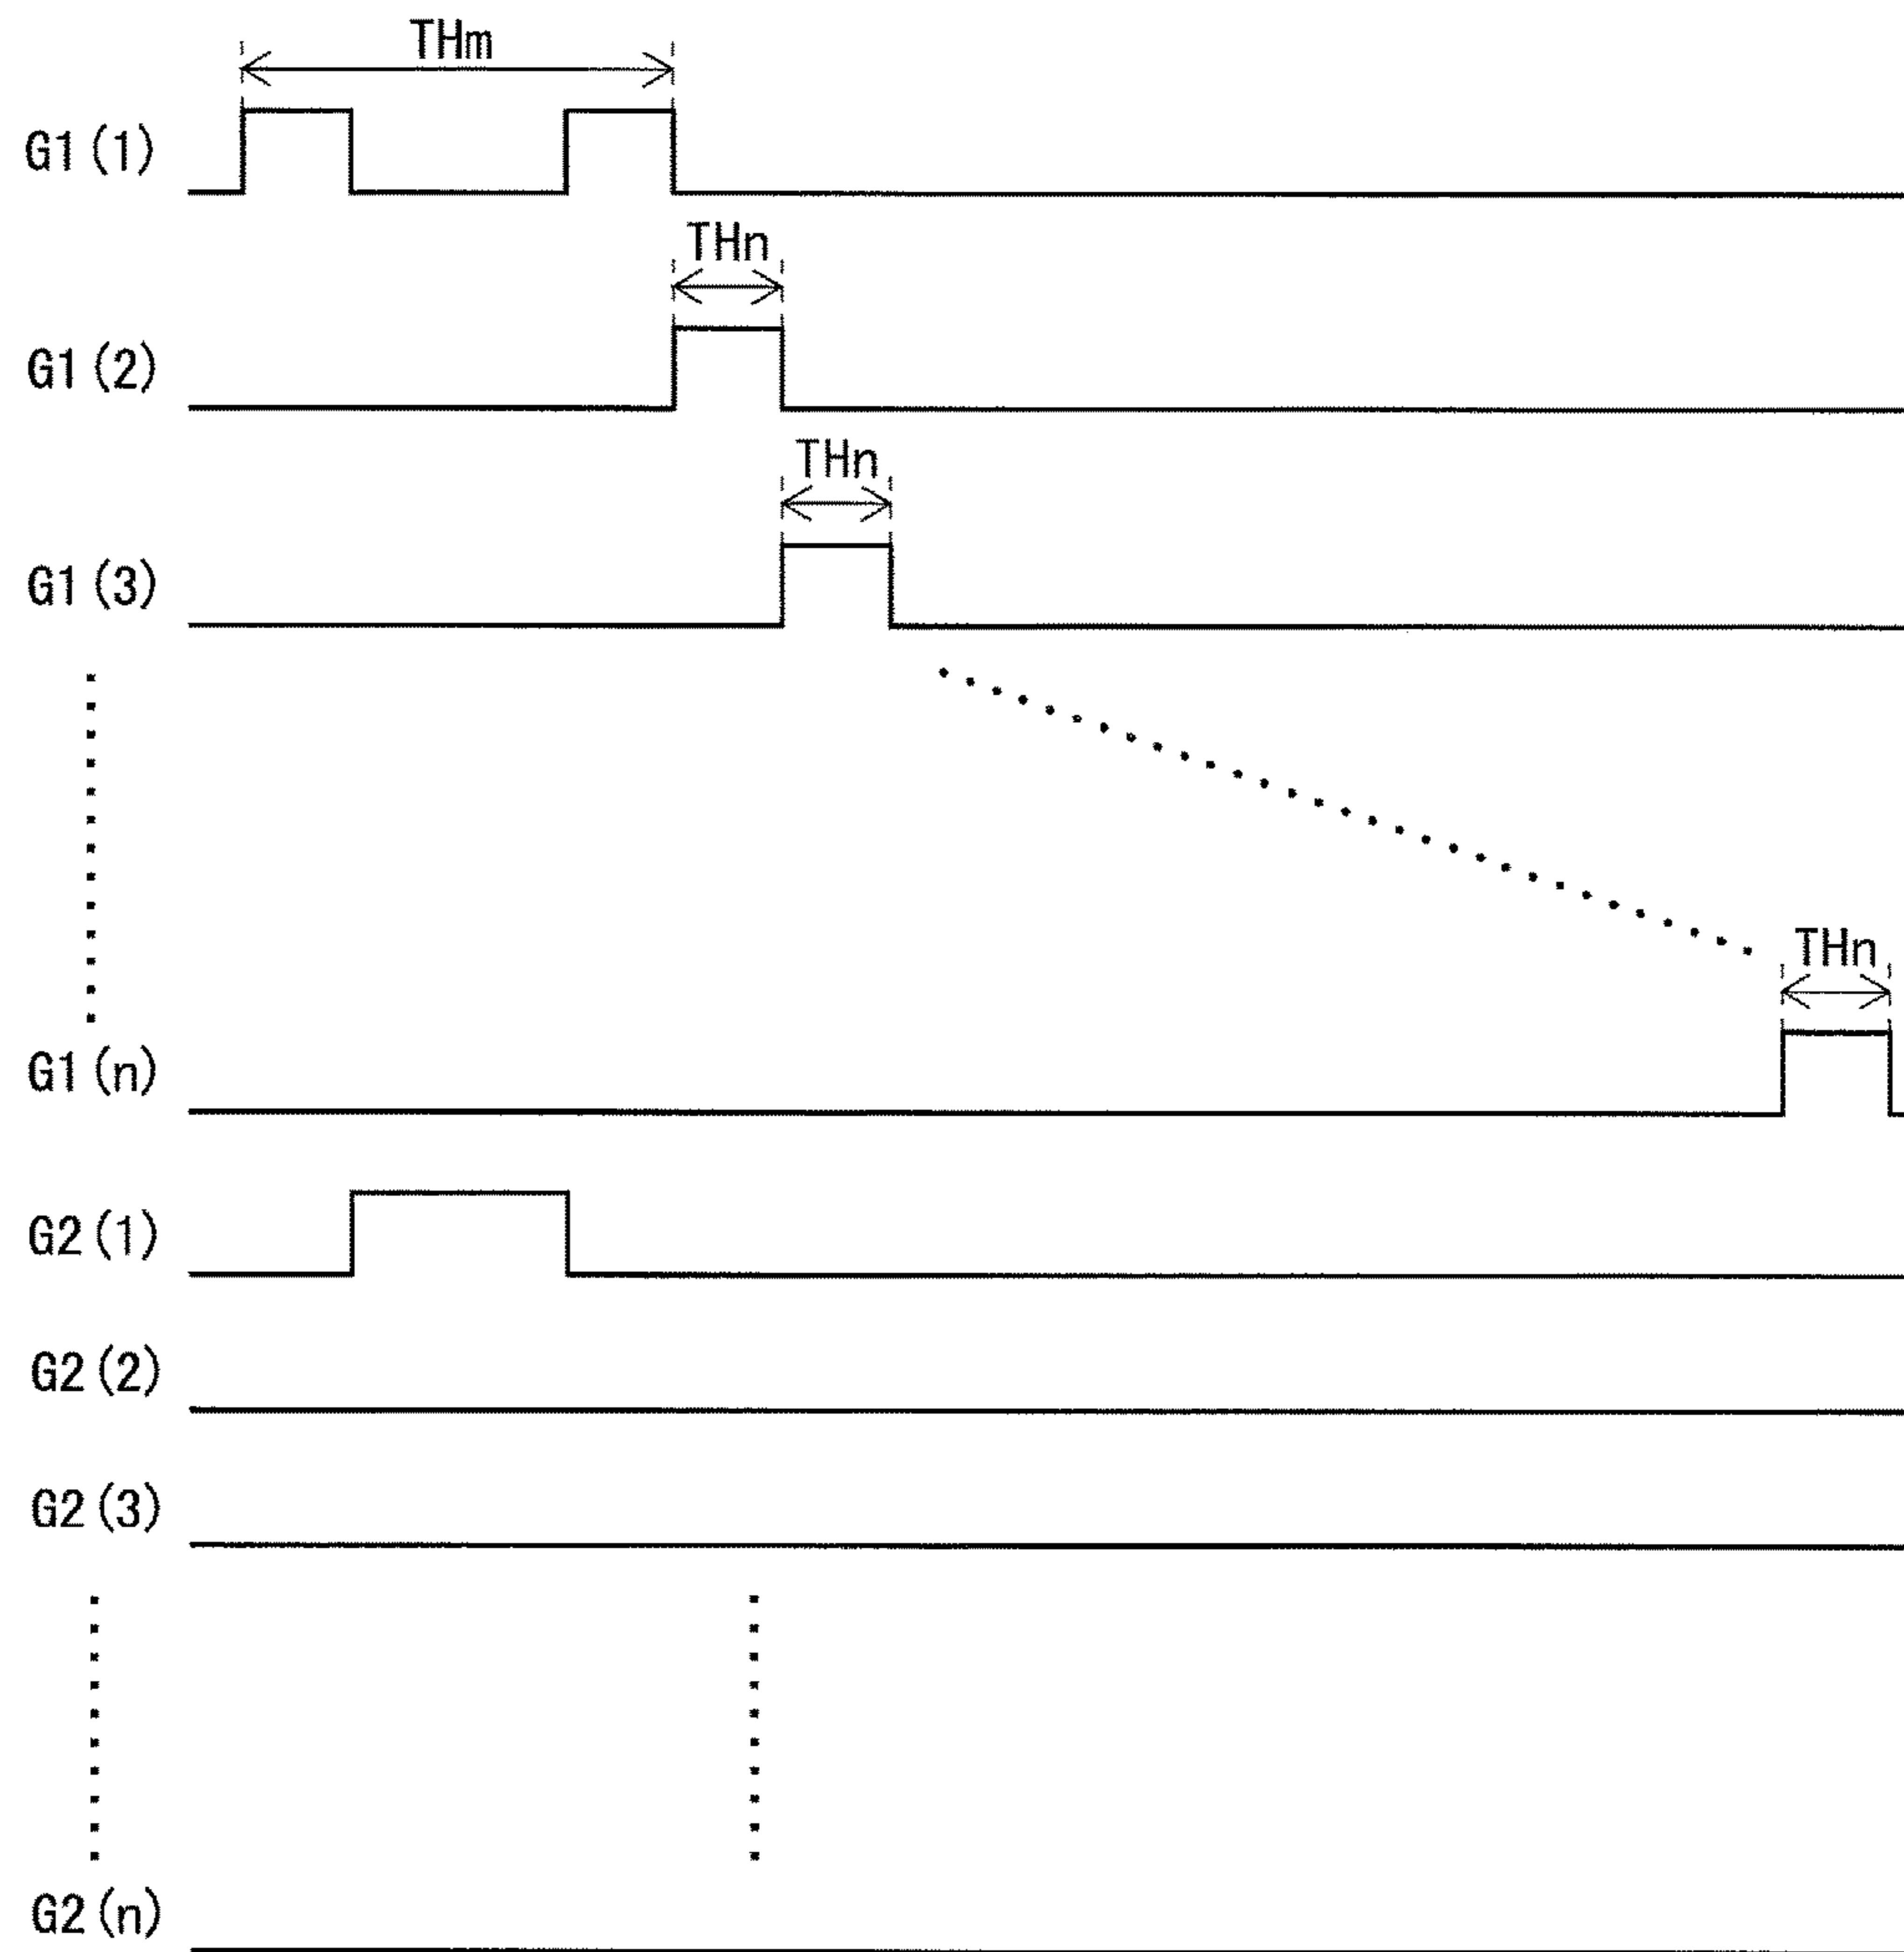 THm
G1(1)
THn
G1(2)
THn
G1(3)
THn
G1(n)
G2(1)
G2(2)
G2(3)
G2(n)